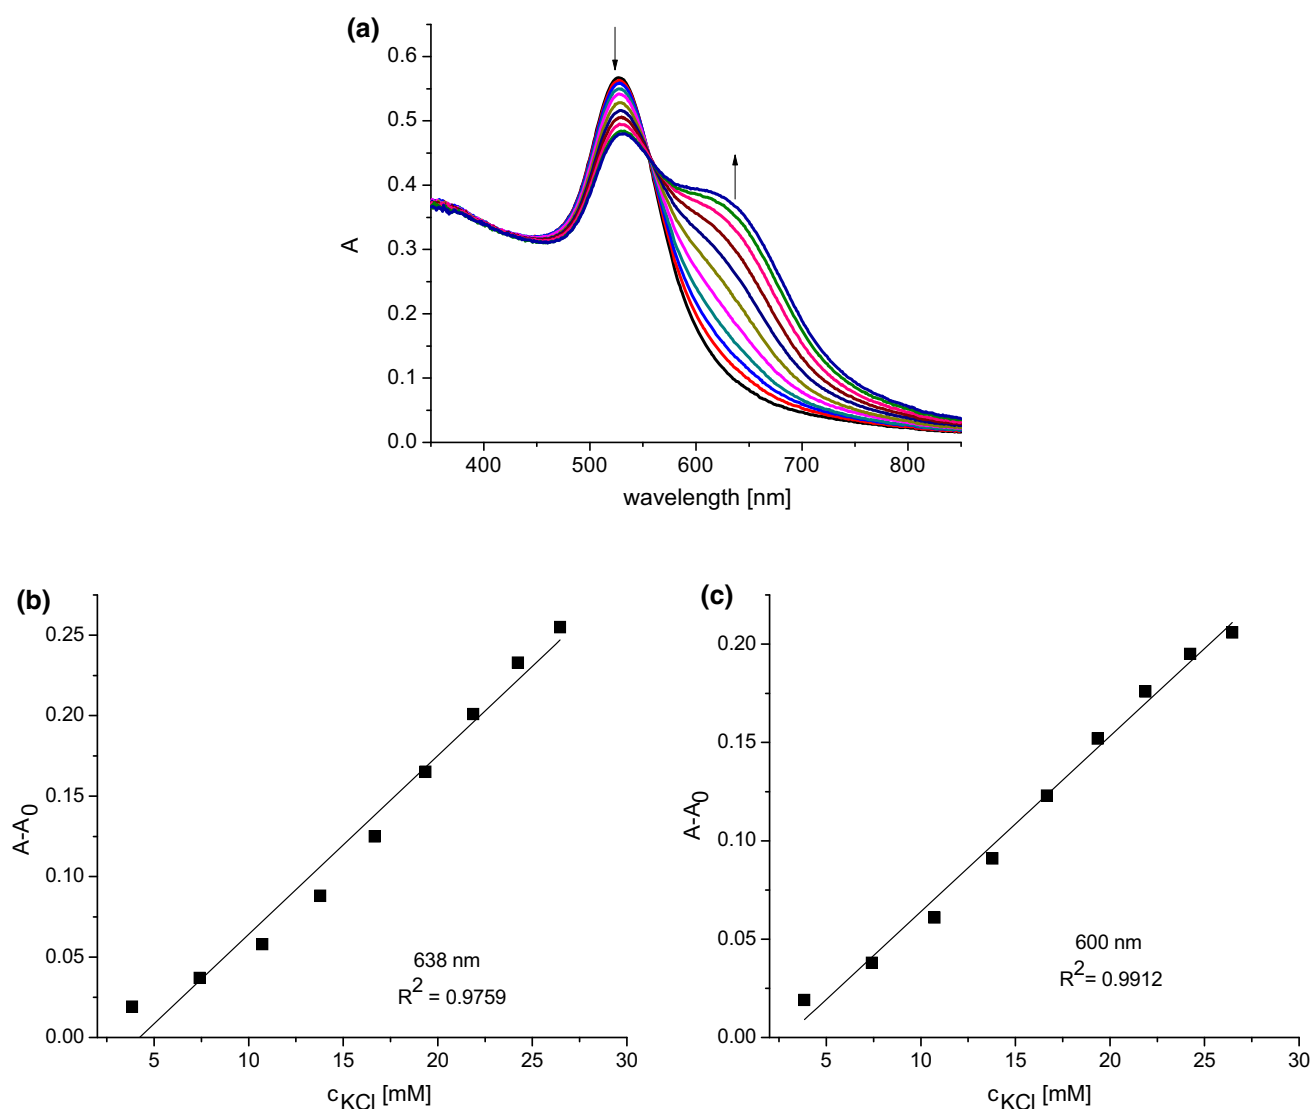 (a)
0.6
0.5
0.4
0.3
0.2
0.1
0.0
A
400 500 600 700 800
wavelength [nm]
(b)
0.25
0.20
0.15
0.10
0.05
0.00
A-A0
638 nm
R2 = 0.9759
5 10 15 20 25 30
cKCl [mM]
(c)
0.20
0.15
0.10
0.05
0.00
A-A0
600 nm
R2= 0.9912
5 10 15 20 25 30
cKCl [mM]